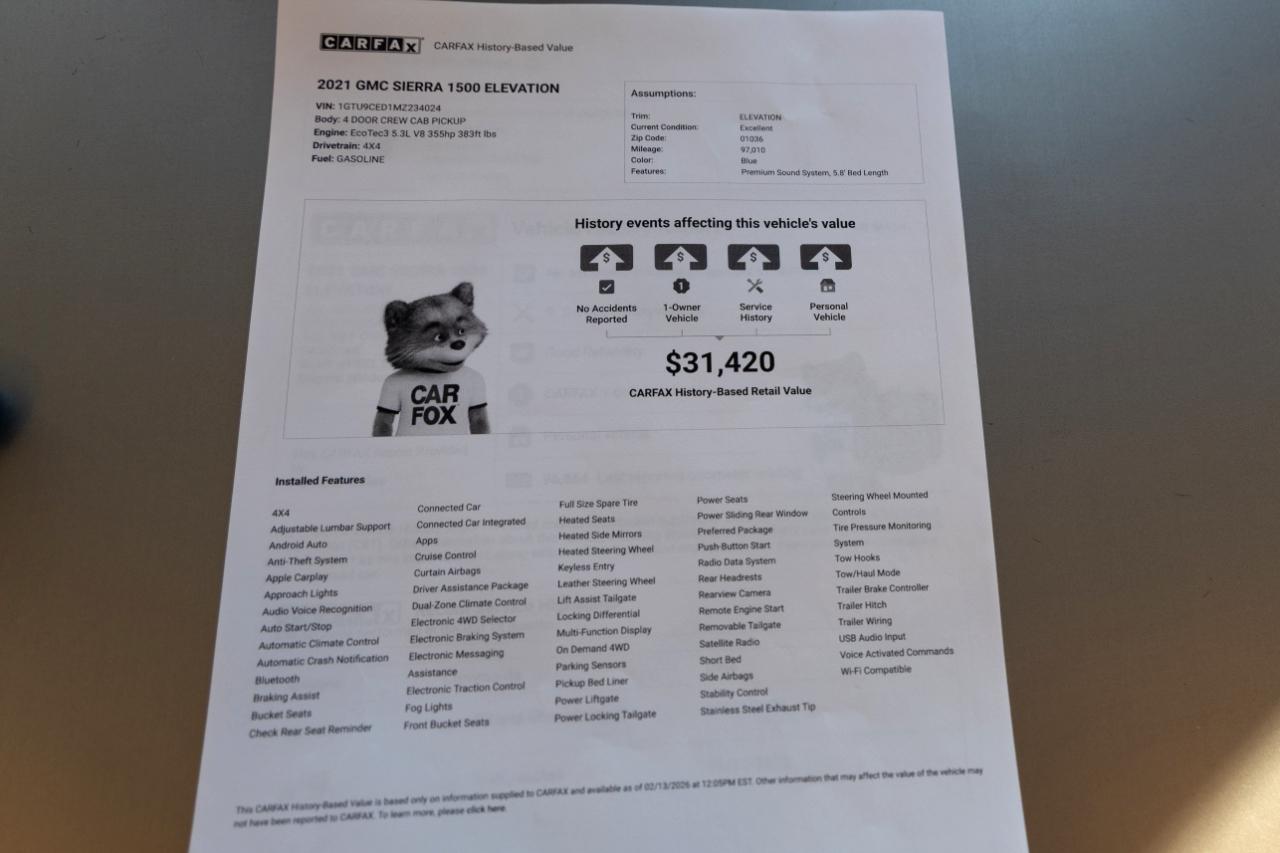 CARFAX CARFAX History-Based Value
2021 GMC SIERRA 1500 ELEVATION
VIN: 1GTU9CED1MZ234024
Body: 4 DOOR CREW CAB PICKUP
Engine: EcoTec3 5.3L V8 355hp 383ft lbs
Drivetrain: 4X4
Fuel: GASOLINE
Assumptions:
Trim: ELEVATION
Current Condition: Excellent
Zip Code: 01036
Mileage: 97,010
Color: Blue
Features: Premium Sound System, 5.8' Bed Length
History events affecting this vehicle's value
$ $ $ $
1
No Accidents Reported
1-Owner Vehicle
Service History
Personal Vehicle
$31,420
CARFAX History-Based Retail Value
CAR
FOX
Installed Features
4X4
Adjustable Lumbar Support
Android Auto
Anti-Theft System
Apple Carplay
Approach Lights
Audio Voice Recognition
Auto Start/Stop
Automatic Climate Control
Automatic Crash Notification
Bluetooth
Braking Assist
Bucket Seats
Check Rear Seat Reminder
Connected Car
Connected Car Integrated
Apps
Cruise Control
Curtain Airbags
Driver Assistance Package
Dual-Zone Climate Control
Electronic 4WD Selector
Electronic Braking System
Electronic Messaging
Assistance
Electronic Traction Control
Fog Lights
Front Bucket Seats
Full Size Spare Tire
Heated Seats
Heated Side Mirrors
Heated Steering Wheel
Keyless Entry
Leather Steering Wheel
Lift Assist Tailgate
Locking Differential
Multi-Function Display
On Demand 4WD
Parking Sensors
Pickup Bed Liner
Power Liftgate
Power Locking Tailgate
Power Seats
Power Sliding Rear Window
Preferred Package
Push-Button Start
Radio Data System
Rear Headrests
Rearview Camera
Remote Engine Start
Removable Tailgate
Satellite Radio
Short Bed
Side Airbags
Stability Control
Stainless Steel Exhaust Tip
Steering Wheel Mounted
Controls
Tire Pressure Monitoring
System
Tow Hooks
Tow/Haul Mode
Trailer Brake Controller
Trailer Hitch
Trailer Wiring
USB Audio Input
Voice Activated Commands
Wi-Fi Compatible
This CARFAX History-Based Value is based only on information supplied to CARFAX and available as of 02/13/2026 at 12:05PM EST. Other information that may affect the value of the vehicle may
not have been reported to CARFAX. To learn more, please click here.